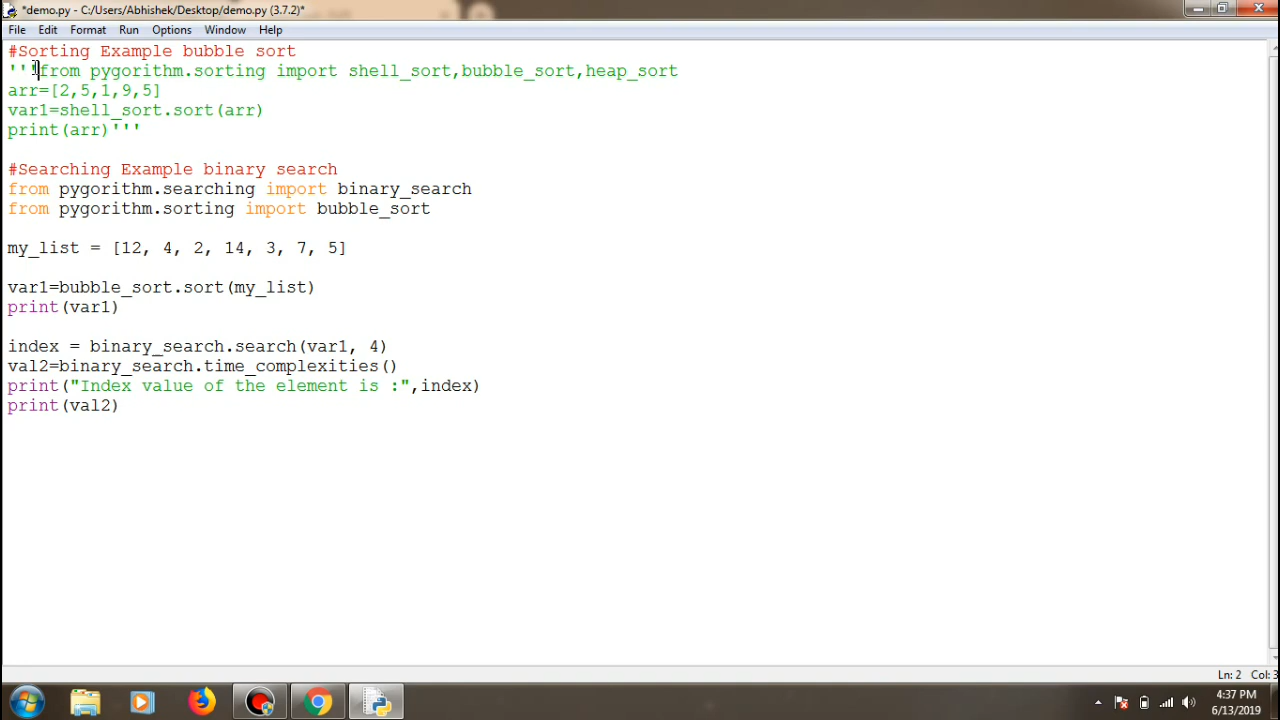 *demo.py - C:/Users/Abhishek/Desktop/demo.py (3.7.2)*
File Edit Format Run Options Window Help
#Sorting Example bubble sort
'''from pygorithm.sorting import shell_sort,bubble_sort,heap_sort
arr=[2,5,1,9,5]
var1=shell_sort.sort(arr)
print(arr)'''
#Searching Example binary search
from pygorithm.searching import binary_search
from pygorithm.sorting import bubble_sort
my_list = [12, 4, 2, 14, 3, 7, 5]
var1=bubble_sort.sort(my_list)
print(var1)
index = binary_search.search(var1, 4)
val2=binary_search.time_complexities()
print("Index value of the element is :",index)
print(val2)
Ln: 2 Col: 3
4:37 PM
6/13/2019